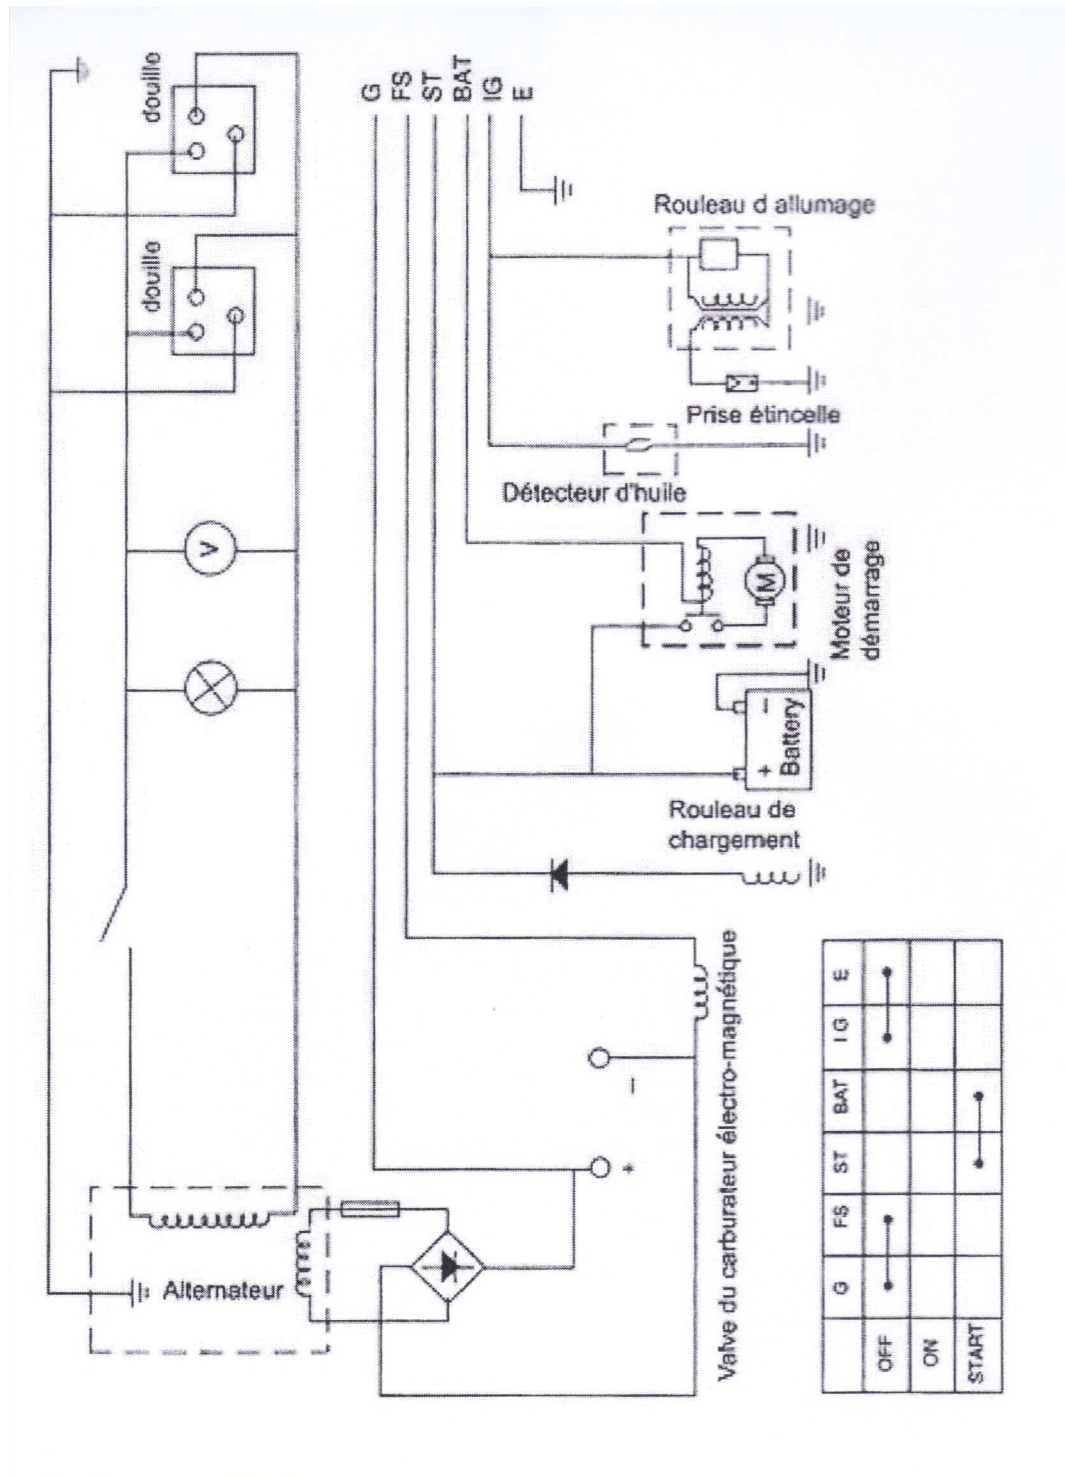 douille
douille
G
FS
ST
BAT
IG
E
Rouleau d allumage
Prise étincelle
Détecteur d'huile
V
M
Moteur de
démarrage
+ −
Battery
Rouleau de
chargement
Valve du carburateur électro-magnétique
−
+
Alternateur
G FS ST BAT IG E
OFF
ON
START